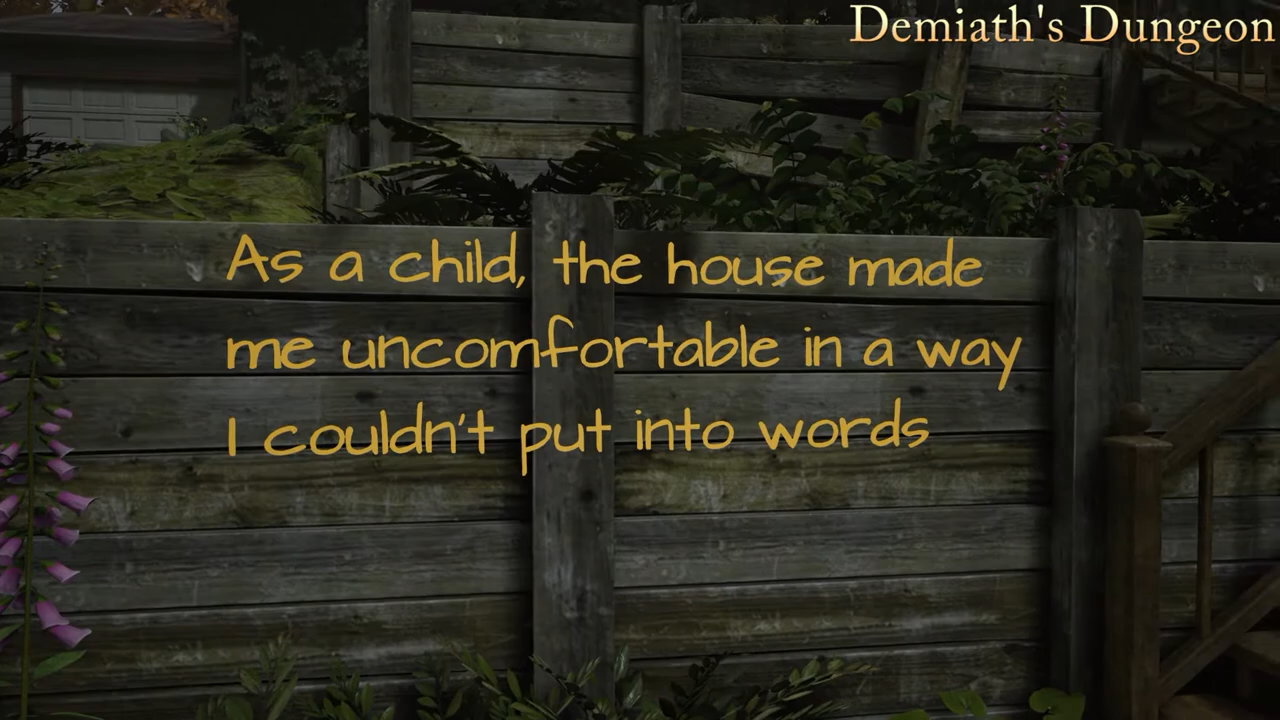 Demiath's Dungeon
As a child, the house made
me uncomfortable in a way
I couldn't put into words